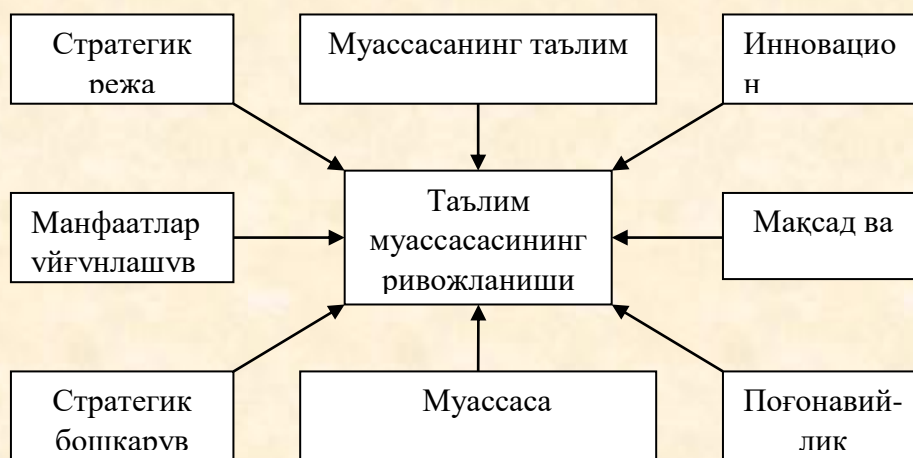 Стратегик
режа
Муассасанинг таълим
Инновацио
н
Манфаатлар
уйғунлашув
Таълим
муассасасининг
ривожланиши
Мақсад ва
Стратегик
бошқарув
Муассаса
Поғонавий-
лик